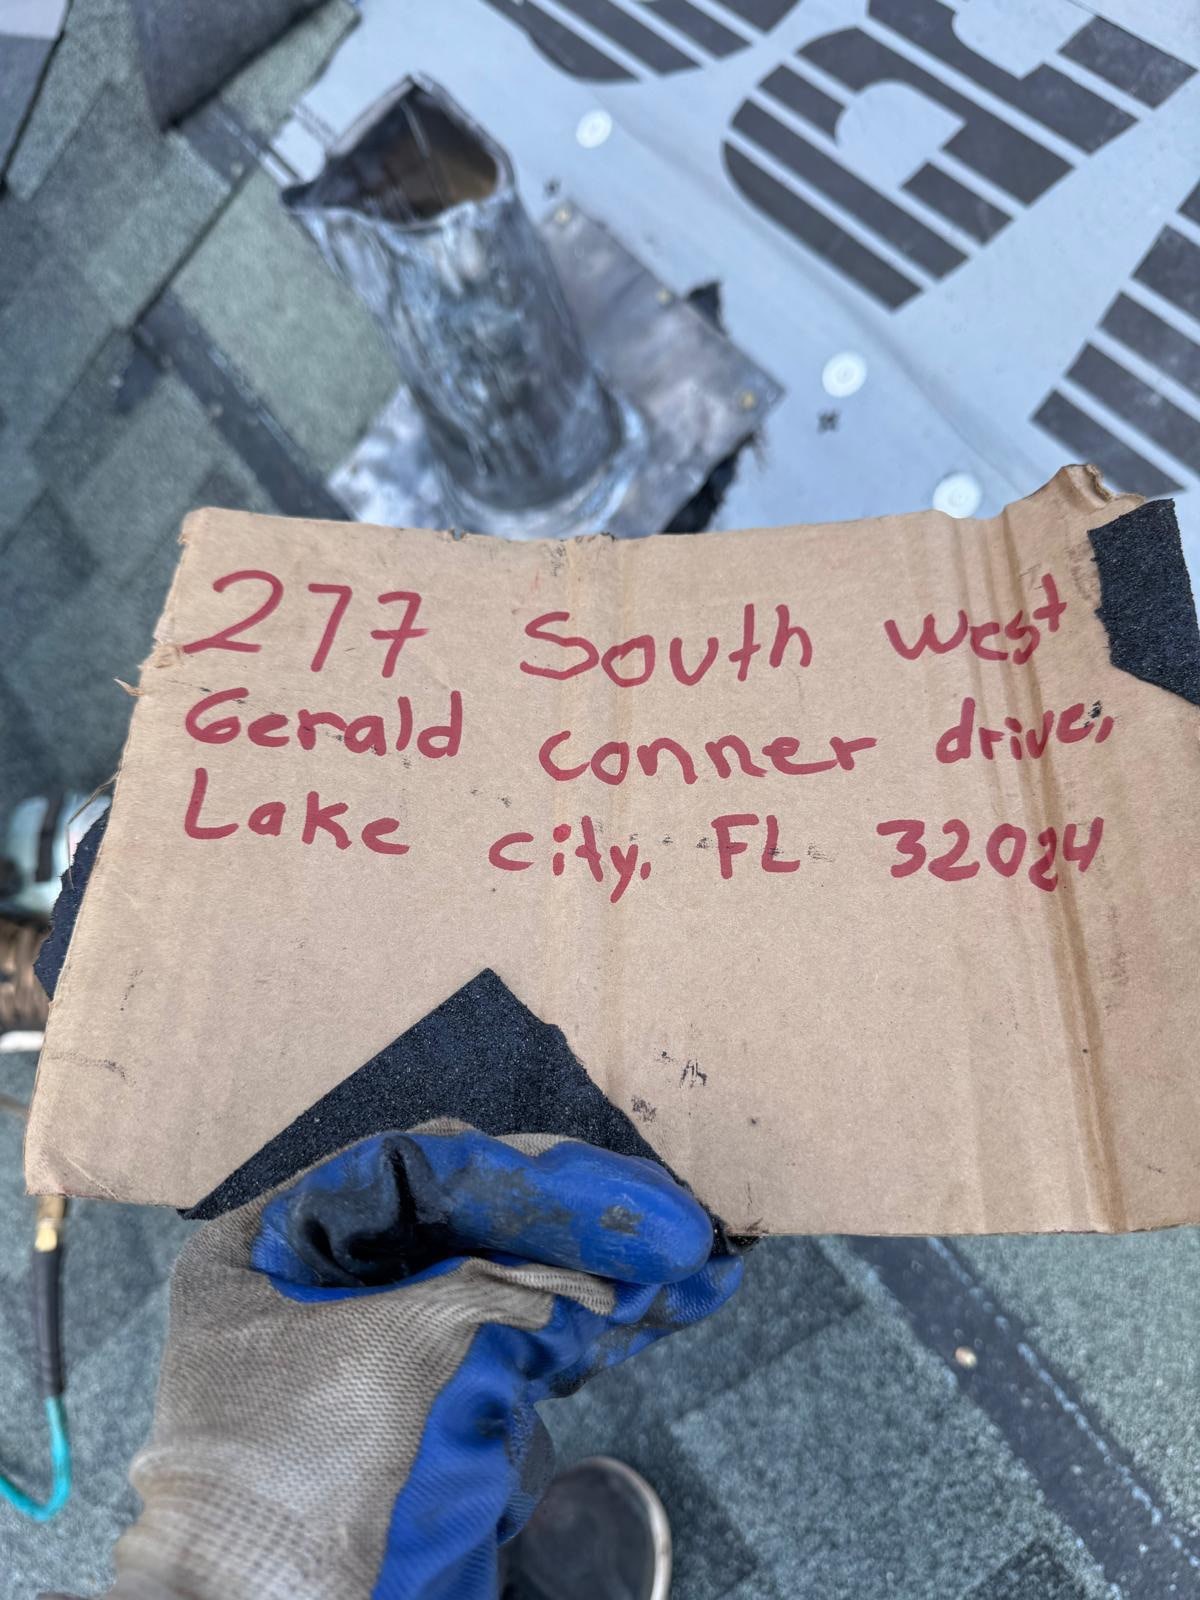 277 South west
Gerald conner drive,
Lake city, FL 32024